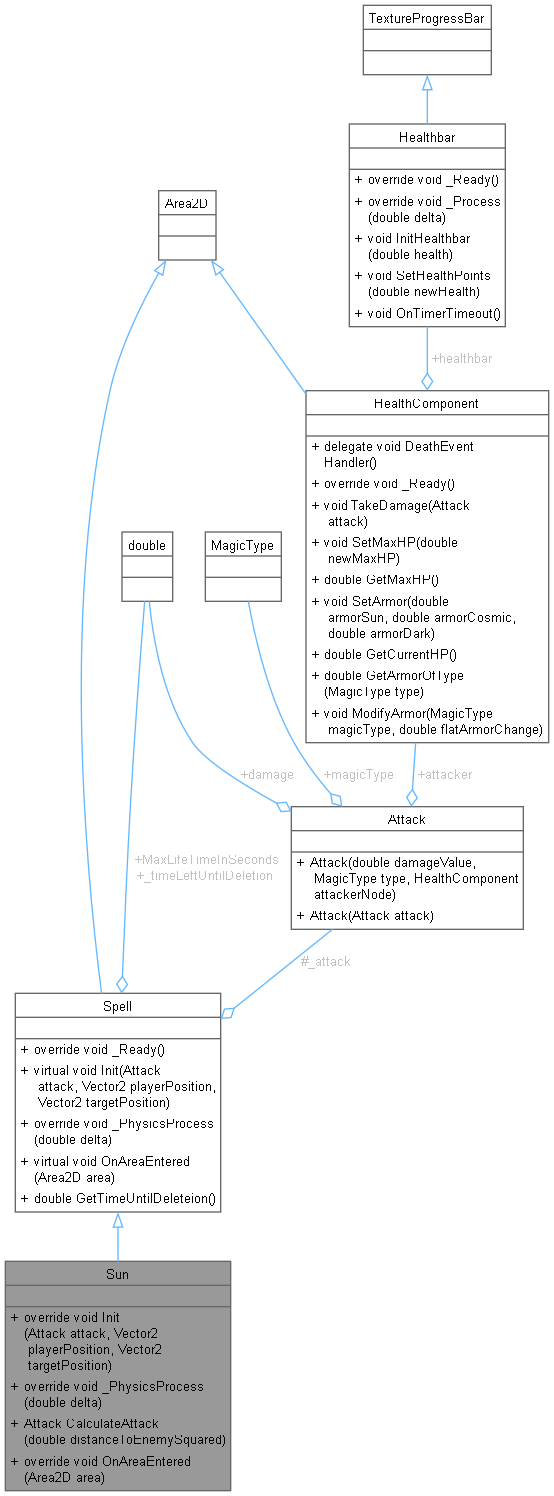 TextureProgressBar
Healthbar
+ override void _Ready()
+ override void _Process
(double delta)
+ void InitHealthbar
(double health)
+ void SetHealthPoints
(double newHealth)
+ void OnTimerTimeout()
Area2D
+healthbar
HealthComponent
+ delegate void DeathEvent
Handler()
+ override void _Ready()
+ void TakeDamage(Attack
attack)
+ void SetMaxHP(double
newMaxHP)
+ double GetMaxHP()
+ void SetArmor(double
armorSun, double armorCosmic,
double armorDark)
+ double GetCurrentHP()
+ double GetArmorOfType
(MagicType type)
+ void ModifyArmor(MagicType
magicType, double flatArmorChange)
double
MagicType
+damage
+magicType
+attacker
Attack
+ Attack(double damageValue,
MagicType type, HealthComponent
attackerNode)
+ Attack(Attack attack)
+MaxLifeTimeInSeconds
+_timeLeftUntilDeletion
#_attack
Spell
+ override void _Ready()
+ virtual void Init(Attack
attack, Vector2 playerPosition,
Vector2 targetPosition)
+ override void _PhysicsProcess
(double delta)
+ virtual void OnAreaEntered
(Area2D area)
+ double GetTimeUntilDeleteion()
Sun
+ override void Init
(Attack attack, Vector2
playerPosition, Vector2
targetPosition)
+ override void _PhysicsProcess
(double delta)
+ Attack CalculateAttack
(double distanceToEnemySquared)
+ override void OnAreaEntered
(Area2D area)